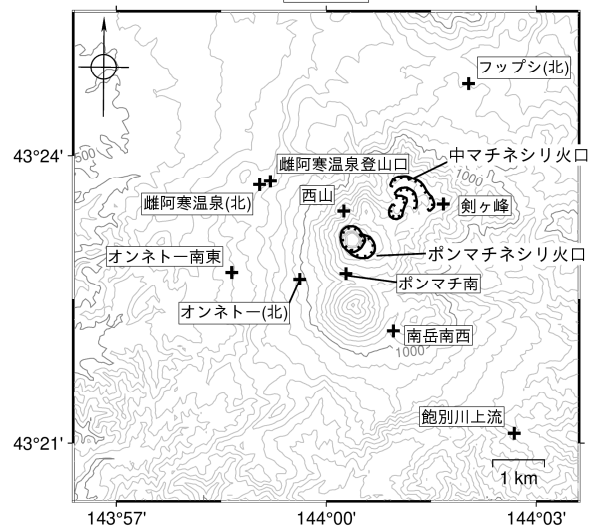 フップシ(北)
43°24'
500
雌阿寒温泉登山口
中マチネシリ火口
1000
雌阿寒温泉(北)
西山
剣ヶ峰
オンネトー南東
ポンマチネシリ火口
オンネトー(北)
ポンマチ南
南岳南西
1000
飽別川上流
43°21'
1 km
143°57'
144°00'
144°03'